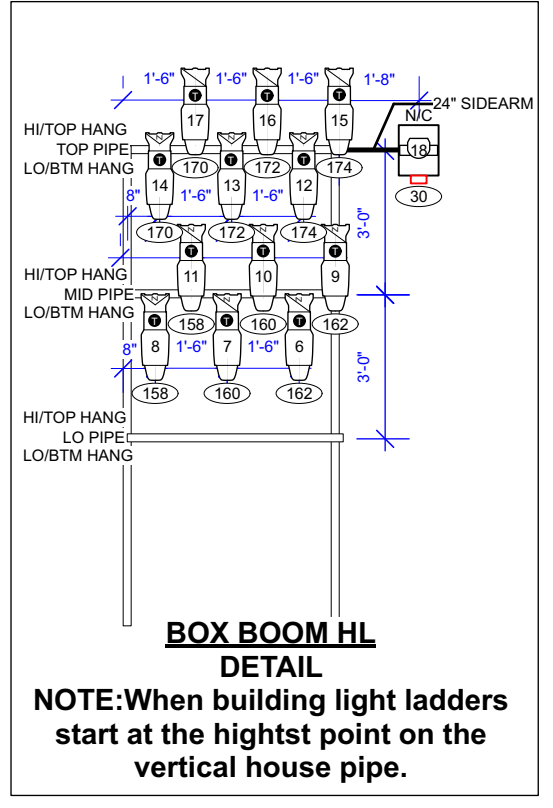 1'-6" 1'-6" 1'-6" 1'-8"
24" SIDEARM
N/C
17 16 15
18
HI/TOP HANG
TOP PIPE
LO/BTM HANG
170 172 174
30
14 13 12
8" 1'-6" 1'-6"
3'-0"
170 172 174
11 10 9
HI/TOP HANG
MID PIPE
LO/BTM HANG
158 160 162
8 7 6
8" 1'-6" 1'-6"
3'-0"
158 160 162
HI/TOP HANG
LO PIPE
LO/BTM HANG
BOX BOOM HL
DETAIL
NOTE:When building light ladders
start at the hightst point on the
vertical house pipe.